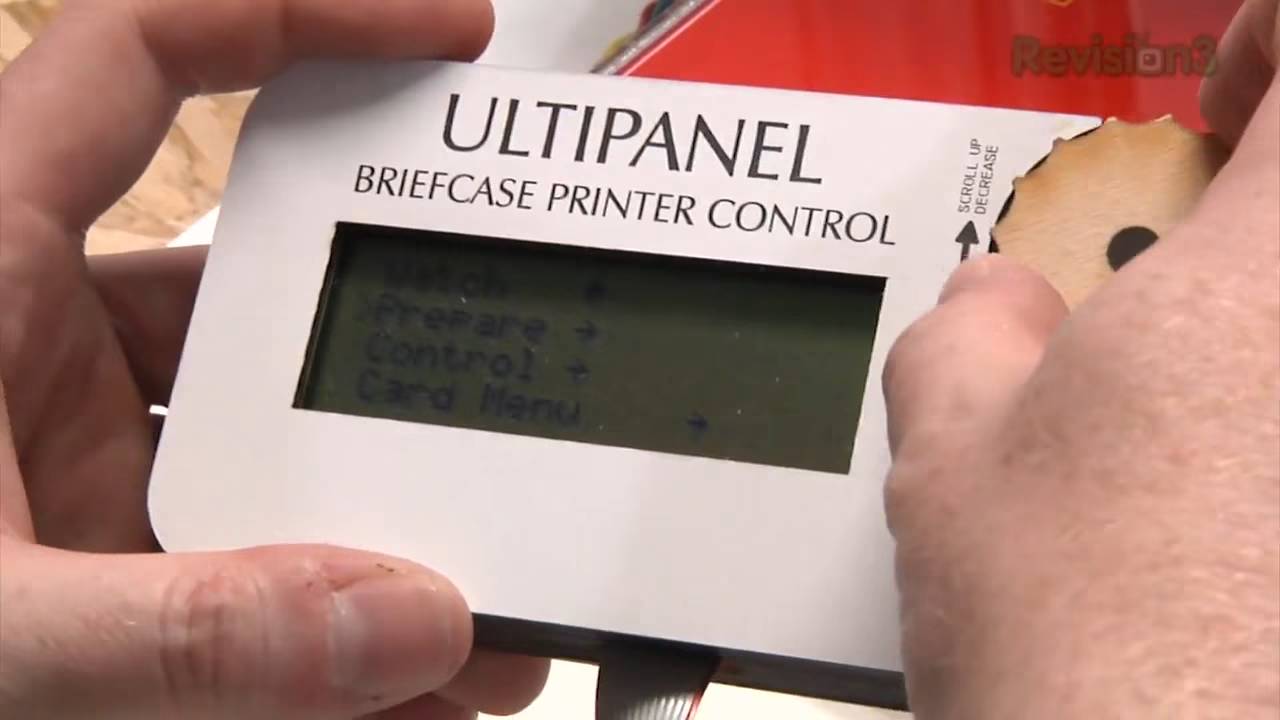 Revision3
ULTIPANEL
BRIEFCASE PRINTER CONTROL
SCROLL UP
DECREASE
Watch →
>Prepare →
Control →
Card Menu →